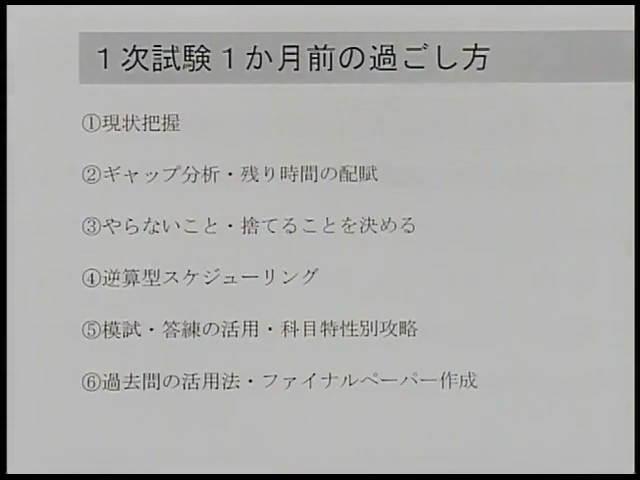 １次試験１か月前の過ごし方
①現状把握
②ギャップ分析・残り時間の配賦
③やらないこと・捨てることを決める
④逆算型スケジューリング
⑤模試・答練の活用・科目特性別攻略
⑥過去問の活用法・ファイナルペーパー作成